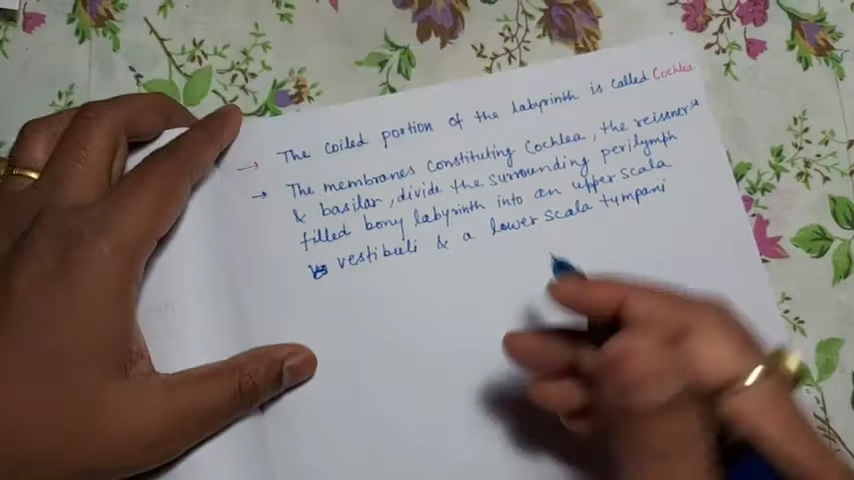 → The coiled portion of the labyrinth is called Cochlea.
→ The membranes constituting Cochlea, the reissner's
& basilar, divide the surrounding perilymph
filled bony labyrinth into an upper scala
vestibuli & a lower scala tympani